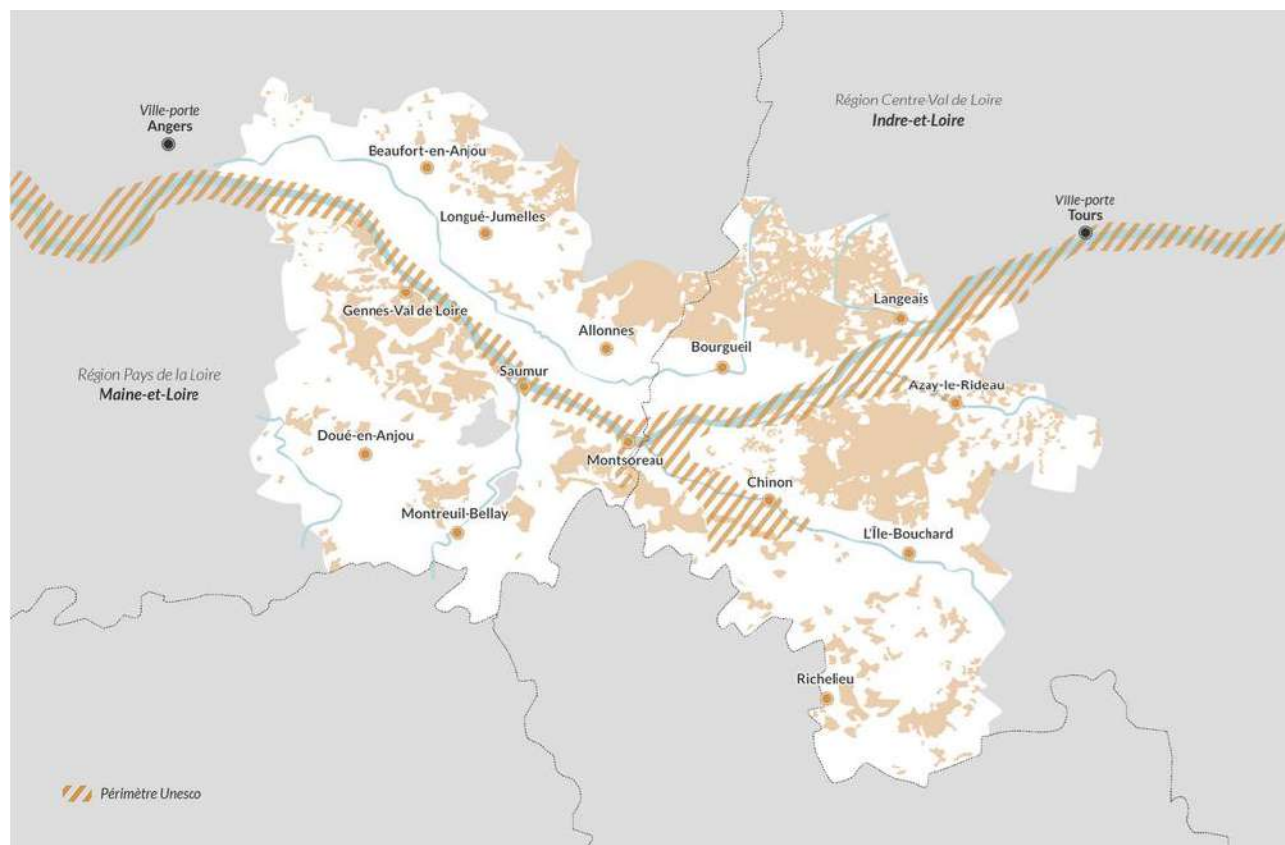 Ville-porte
Angers
Région Centre-Val de Loire
Indre-et-Loire
Beaufort-en-Anjou
Ville-porte
Tours
Longué-Jumelles
Langeais
Gennes-Val de Loire
Allonnes
Bourgueil
Région Pays de la Loire
Maine-et-Loire
Saumur
Azay-le-Rideau
Doué-en-Anjou
Montsoreau
Chinon
Montreuil-Bellay
L'Île-Bouchard
Richelieu
Périmètre Unesco